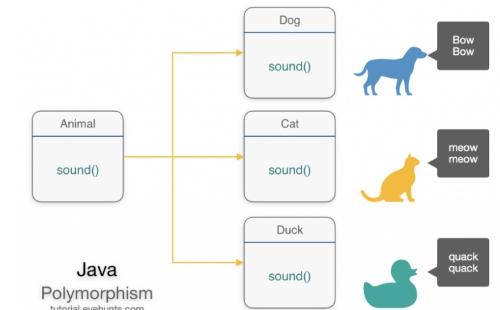 Dog
sound()
Bow
Bow
Animal
sound()
Cat
sound()
meow
meow
Duck
sound()
quack
quack
Java
Polymorphism
tutorial.eyehunts.com